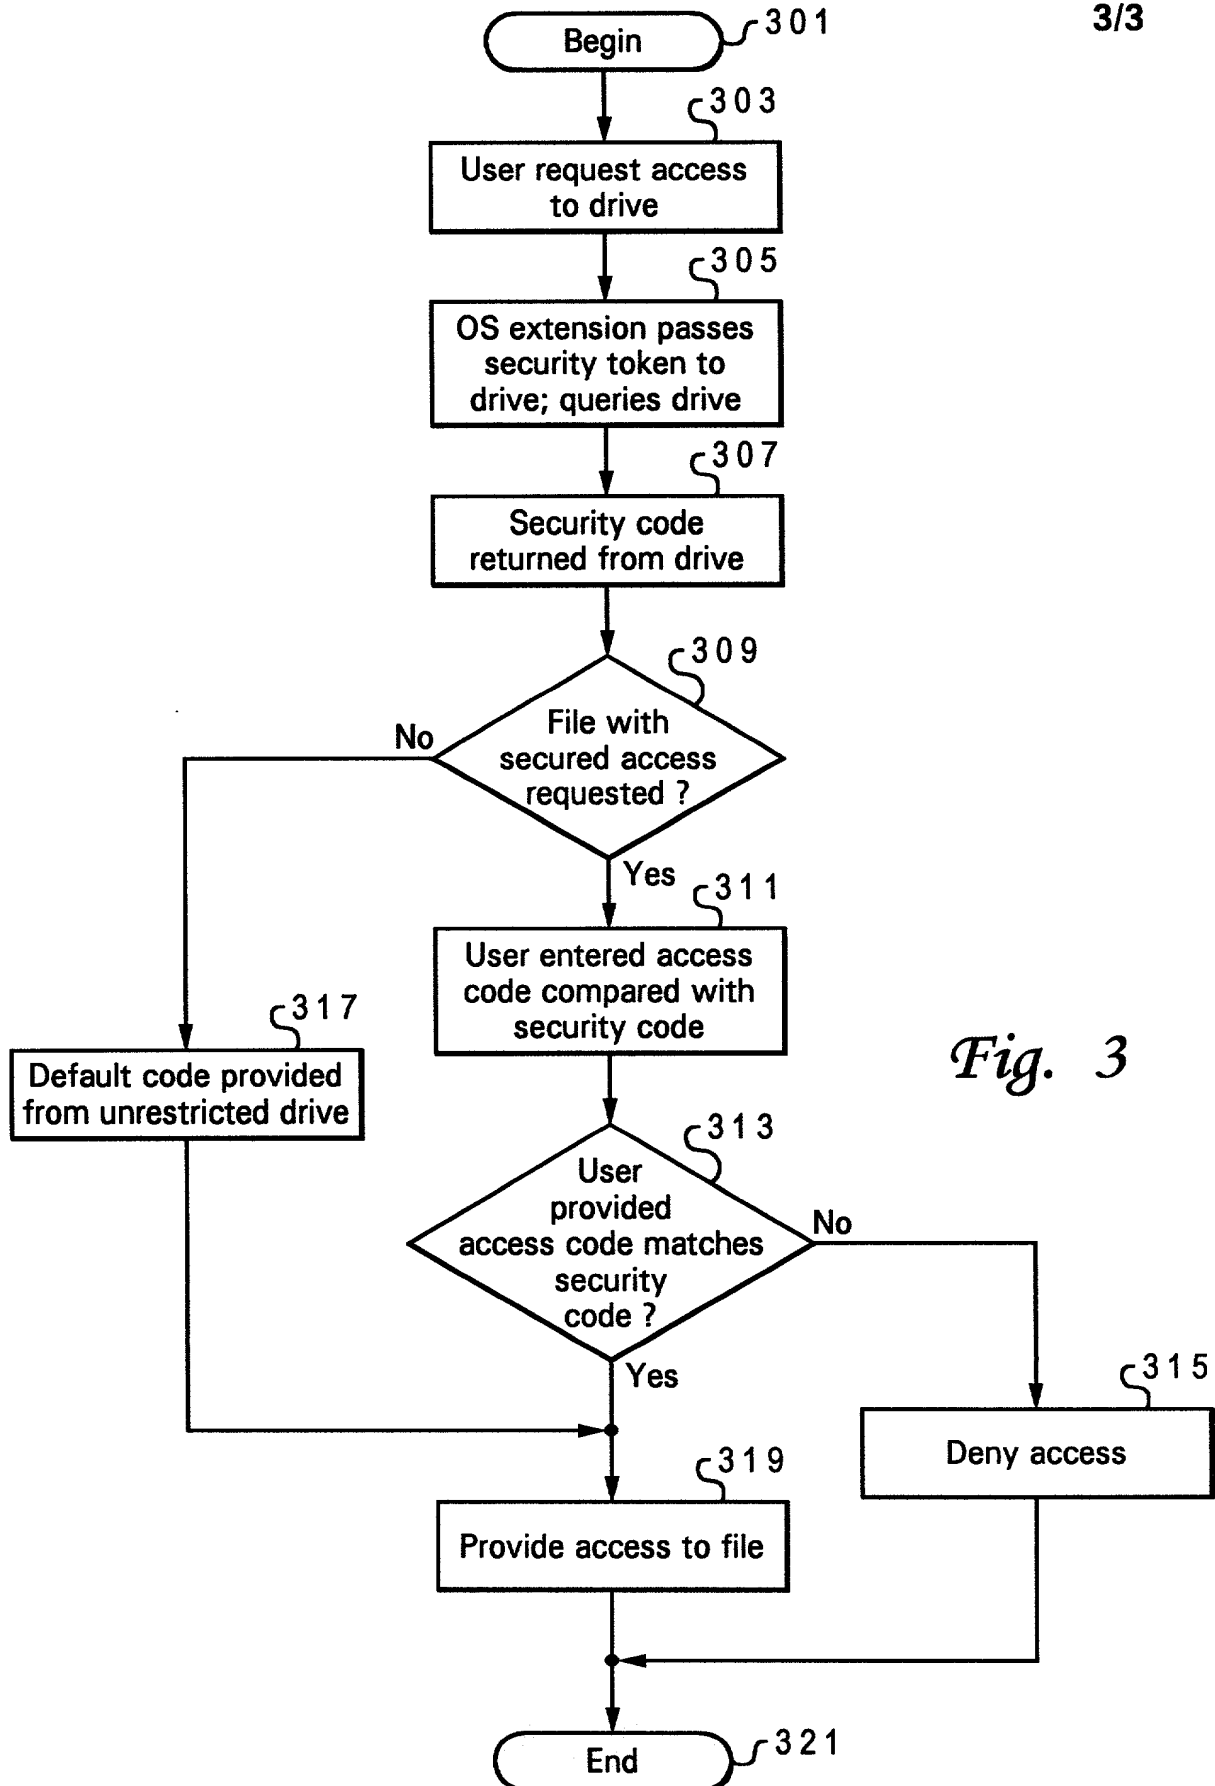 3/3
Begin
301
303
User request access
to drive
305
OS extension passes
security token to
drive; queries drive
307
Security code
returned from drive
309
File with
secured access
requested ?
No
Yes
311
User entered access
code compared with
security code
317
Default code provided
from unrestricted drive
Fig. 3
313
User
provided
access code matches
security
code ?
No
Yes
315
Deny access
319
Provide access to file
End
321